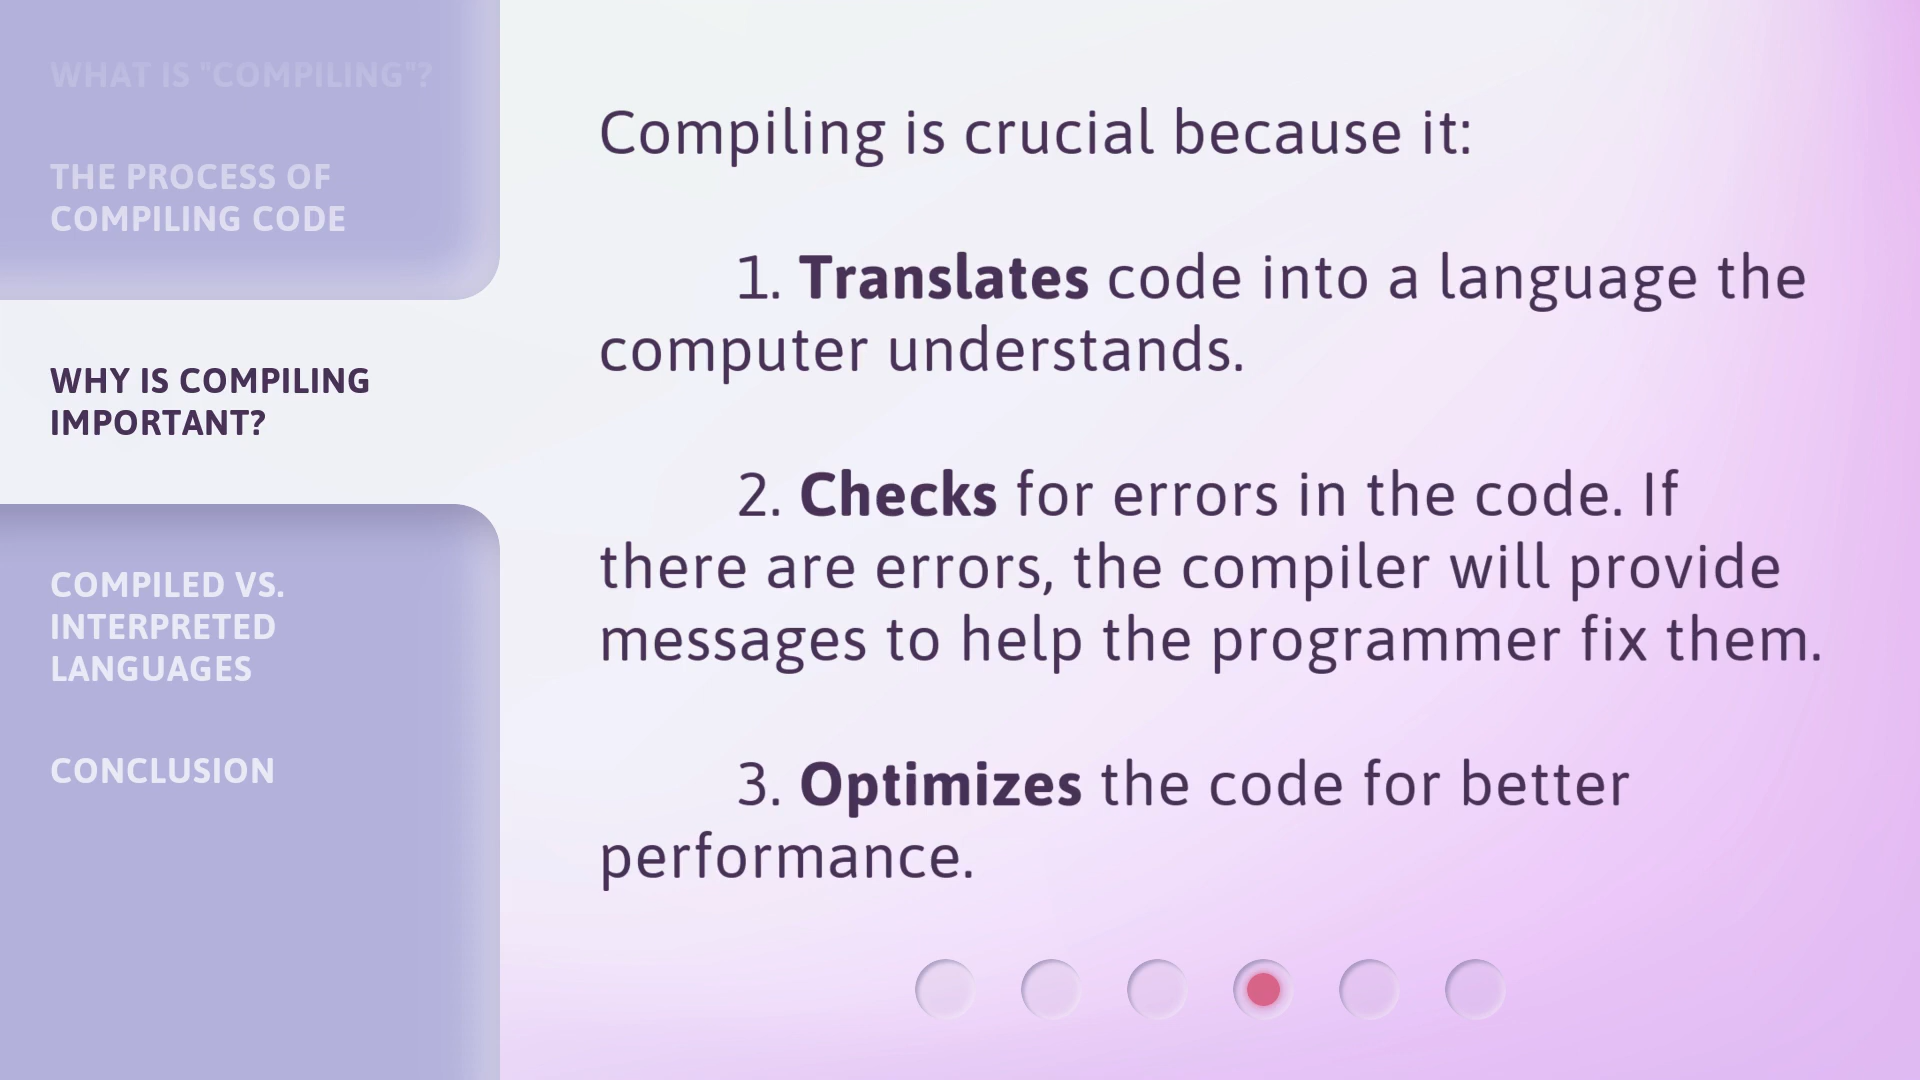 WHAT IS "COMPILING"?
THE PROCESS OF
COMPILING CODE
WHY IS COMPILING
IMPORTANT?
COMPILED VS.
INTERPRETED
LANGUAGES
CONCLUSION
Compiling is crucial because it:
1. Translates code into a language the
computer understands.
2. Checks for errors in the code. If
there are errors, the compiler will provide
messages to help the programmer fix them.
3. Optimizes the code for better
performance.